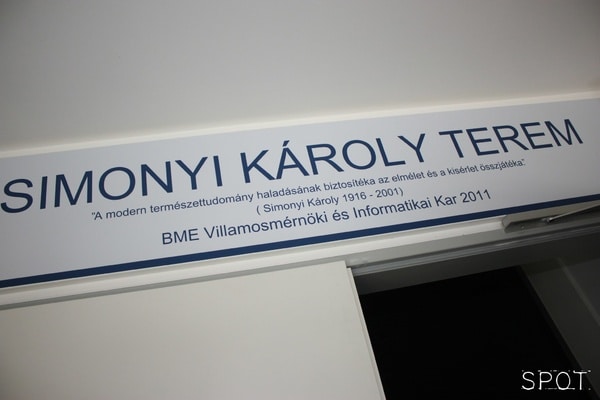 SIMONYI KÁROLY TEREM
"A modern természettudomány haladásának biztosítéka az elmélet és a kisérlet összjátéka"
( Simonyi Károly 1916 - 2001)
BME Villamosmérnöki és Informatikai Kar 2011
SPOT